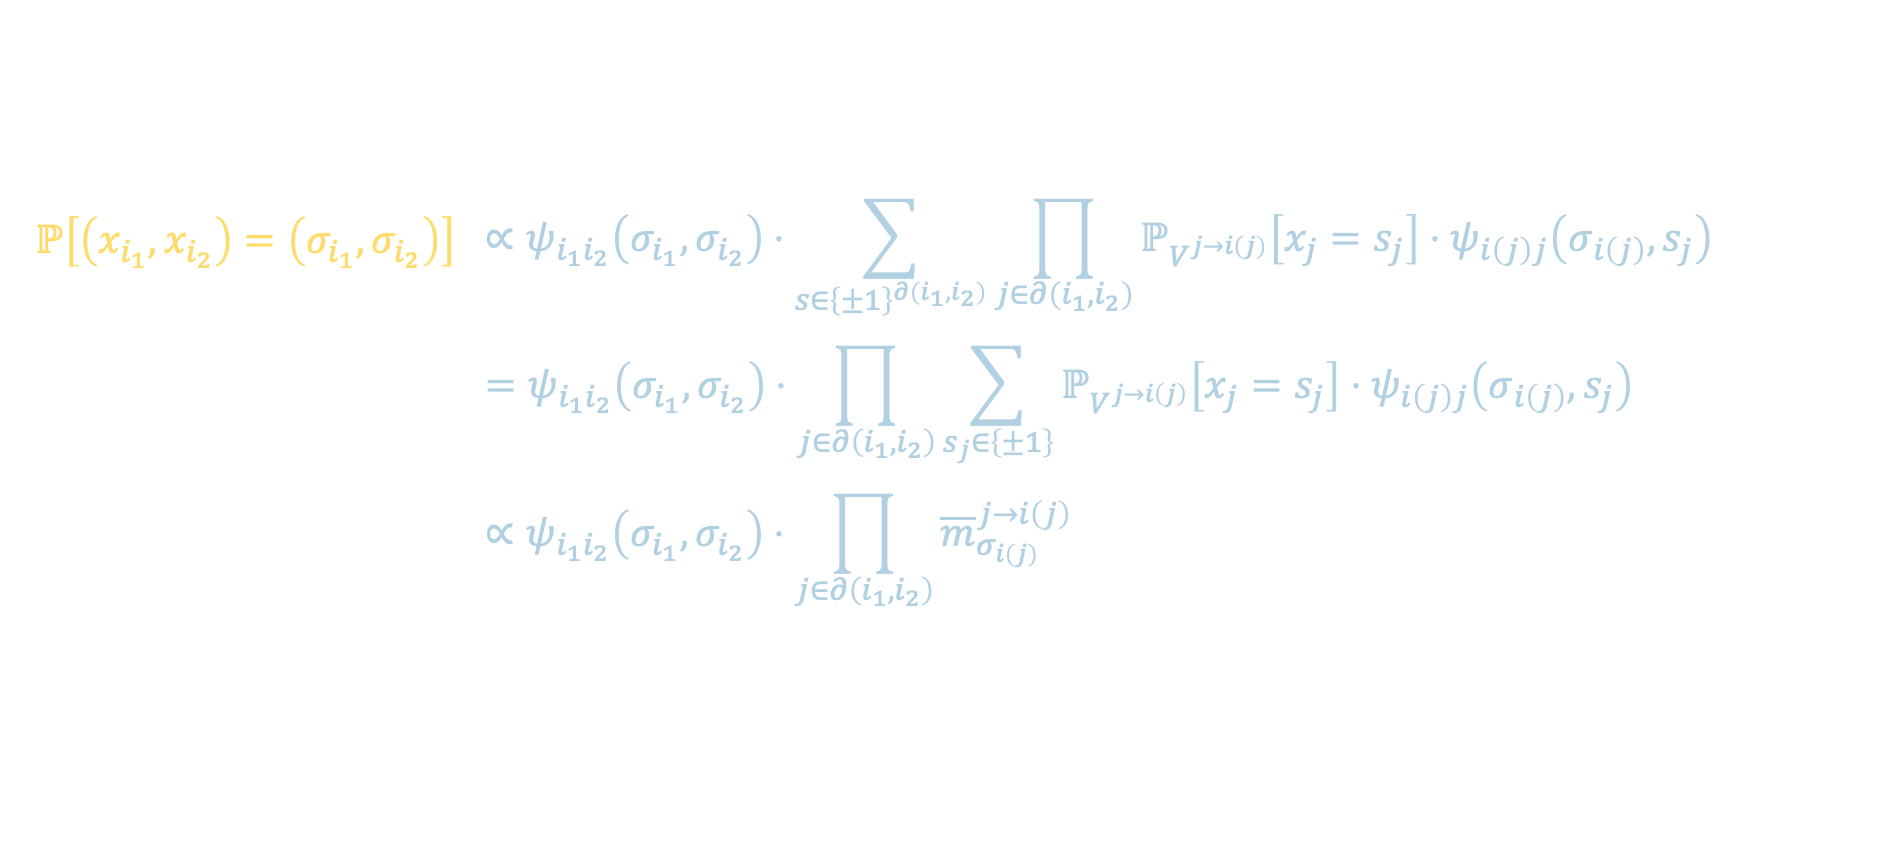 ℙ[(x_{i_1}, x_{i_2}) = (σ_{i_1}, σ_{i_2})] ∝ ψ_{i_1 i_2}(σ_{i_1}, σ_{i_2}) · ∑_{s∈{±1}^{∂(i_1,i_2)}} ∏_{j∈∂(i_1,i_2)} ℙ_{V^{j→i(j)}}[x_j = s_j] · ψ_{i(j)j}(σ_{i(j)}, s_j)
= ψ_{i_1 i_2}(σ_{i_1}, σ_{i_2}) · ∏_{j∈∂(i_1,i_2)} ∑_{s_j∈{±1}} ℙ_{V^{j→i(j)}}[x_j = s_j] · ψ_{i(j)j}(σ_{i(j)}, s_j)
∝ ψ_{i_1 i_2}(σ_{i_1}, σ_{i_2}) · ∏_{j∈∂(i_1,i_2)} \overline{m}^{j→i(j)}_{σ_{i(j)}}